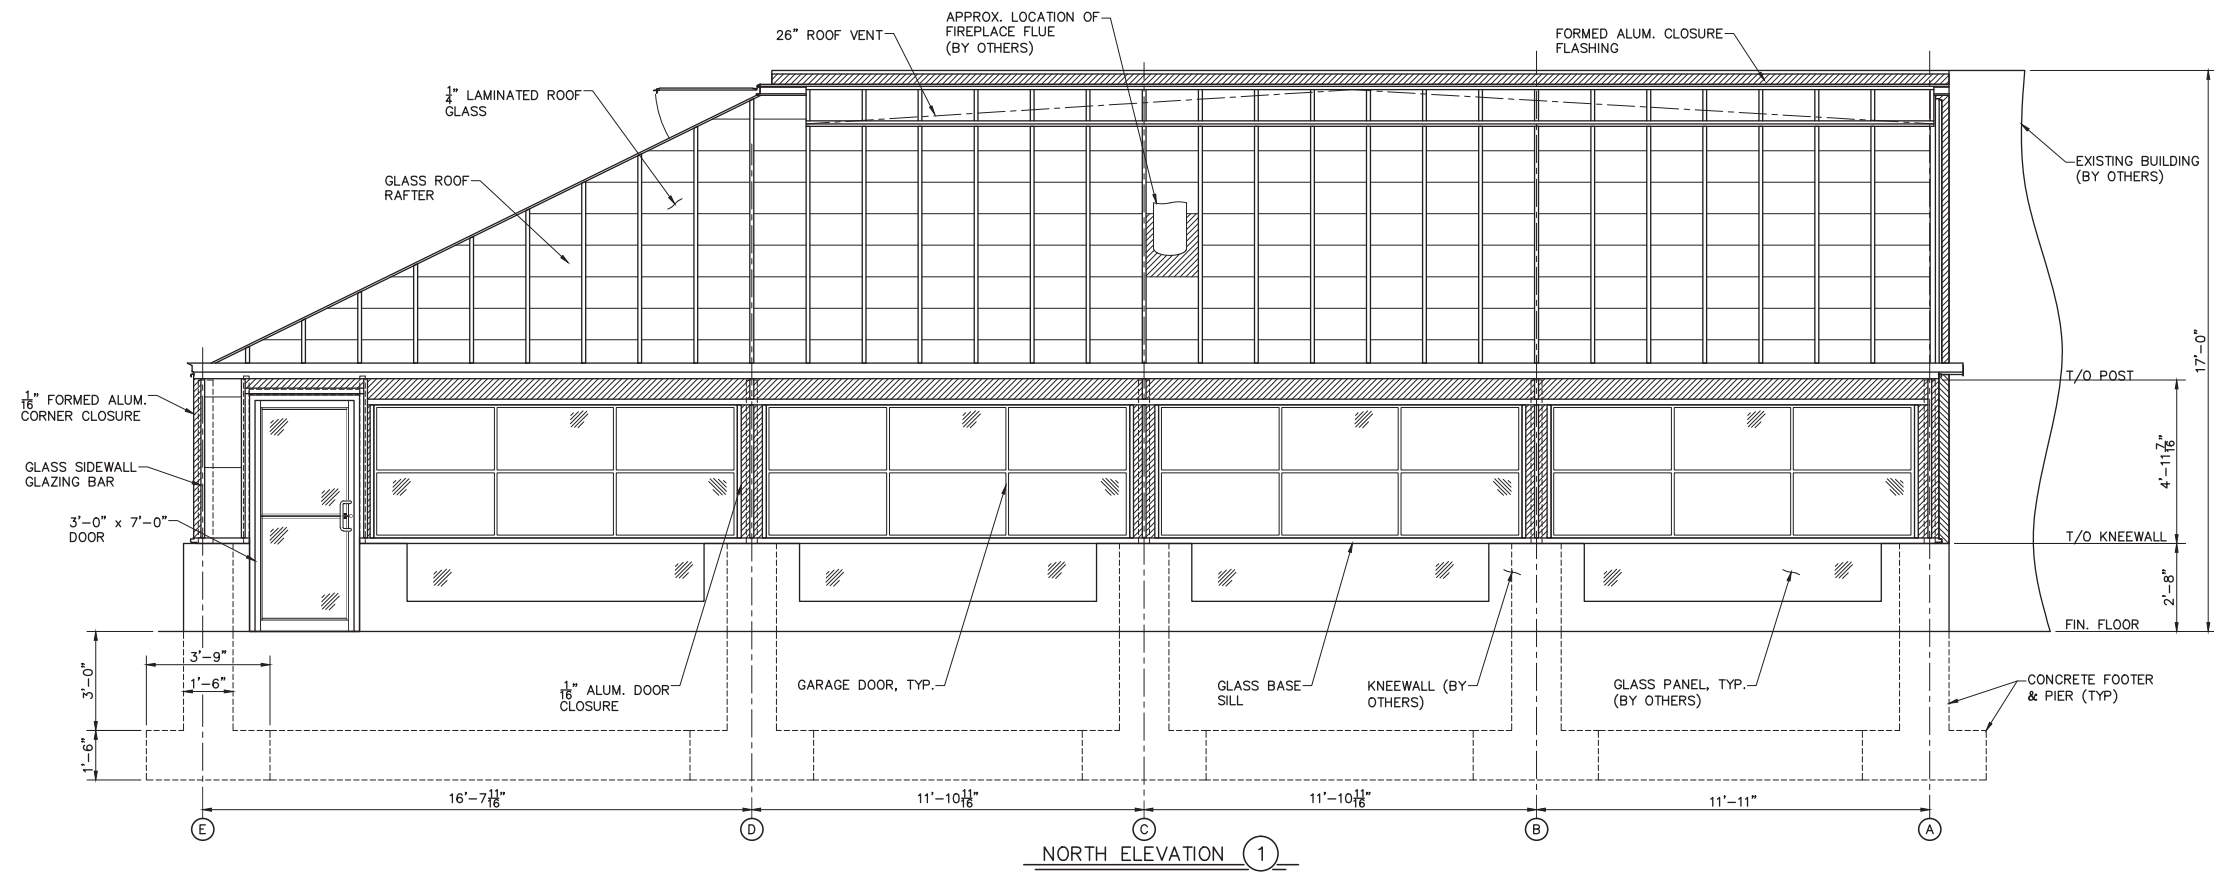 APPROX. LOCATION OF
FIREPLACE FLUE
(BY OTHERS)
26" ROOF VENT
FORMED ALUM. CLOSURE
FLASHING
1/4" LAMINATED ROOF
GLASS
GLASS ROOF
RAFTER
EXISTING BUILDING
(BY OTHERS)
17'-0"
T/O POST
1/16" FORMED ALUM.
CORNER CLOSURE
4'-11 7/16"
GLASS SIDEWALL
GLAZING BAR
3'-0" x 7'-0"
DOOR
T/O KNEEWALL
2'-8"
FIN. FLOOR
3'-9"
3'-0"
1'-6"
1/16" ALUM. DOOR
CLOSURE
GARAGE DOOR, TYP.
GLASS BASE
SILL
KNEEWALL (BY
OTHERS)
GLASS PANEL, TYP.
(BY OTHERS)
CONCRETE FOOTER
& PIER (TYP)
1'-6"
16'-7 11/16"
11'-10 11/16"
11'-10 11/16"
11'-11"
E
D
C
B
A
NORTH ELEVATION 1